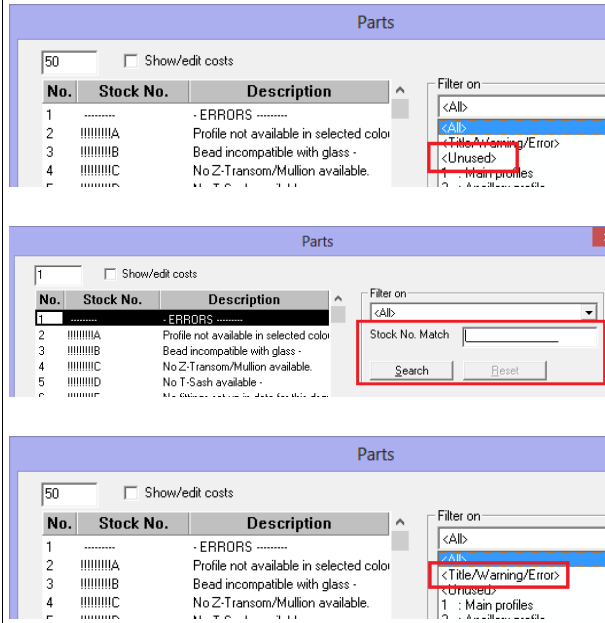 Parts
50 Show/edit costs
No. Stock No. Description Filter on
1 --------- - ERRORS --------- <All>
2 !!!!!!!!!A Profile not available in selected colou <All>
3 !!!!!!!!!B Bead incompatible with glass - <Title/Warning/Error>
4 !!!!!!!!!C No Z-Transom/Mullion available. <Unused>
1 : Main profiles
Parts
1 Show/edit costs
No. Stock No. Description Filter on
1 --------- - ERRORS --------- <All>
2 !!!!!!!!!A Profile not available in selected colou Stock No. Match
3 !!!!!!!!!B Bead incompatible with glass -
4 !!!!!!!!!C No Z-Transom/Mullion available. Search Reset
5 !!!!!!!!!D No T-Sash available -
Parts
50 Show/edit costs
No. Stock No. Description Filter on
1 --------- - ERRORS --------- <All>
2 !!!!!!!!!A Profile not available in selected colou <All>
3 !!!!!!!!!B Bead incompatible with glass - <Title/Warning/Error>
4 !!!!!!!!!C No Z-Transom/Mullion available. <Unused>
1 : Main profiles